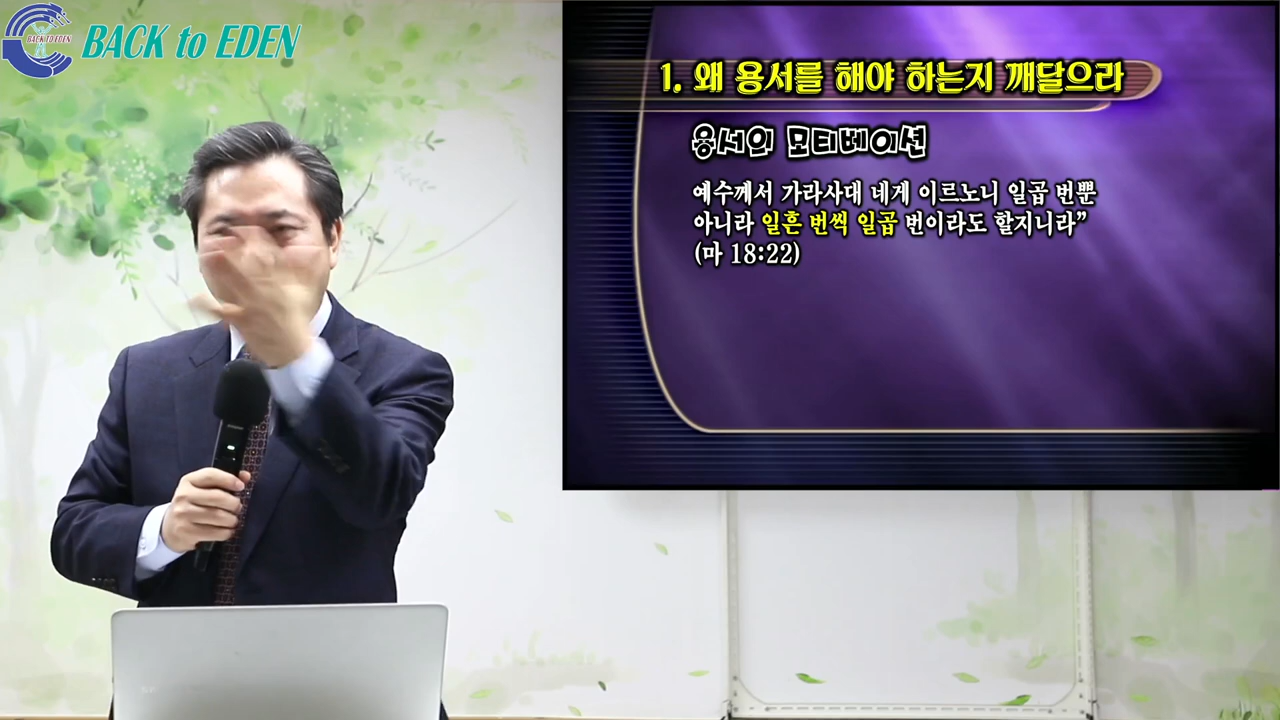 BACK to EDEN
BACK TO EDEN
1. 왜 용서를 해야 하는지 깨달으라
용서의 모티베이션
예수께서 가라사대 네게 이르노니 일곱 번뿐
아니라 일흔 번씩 일곱 번이라도 할지니라”
(마 18:22)